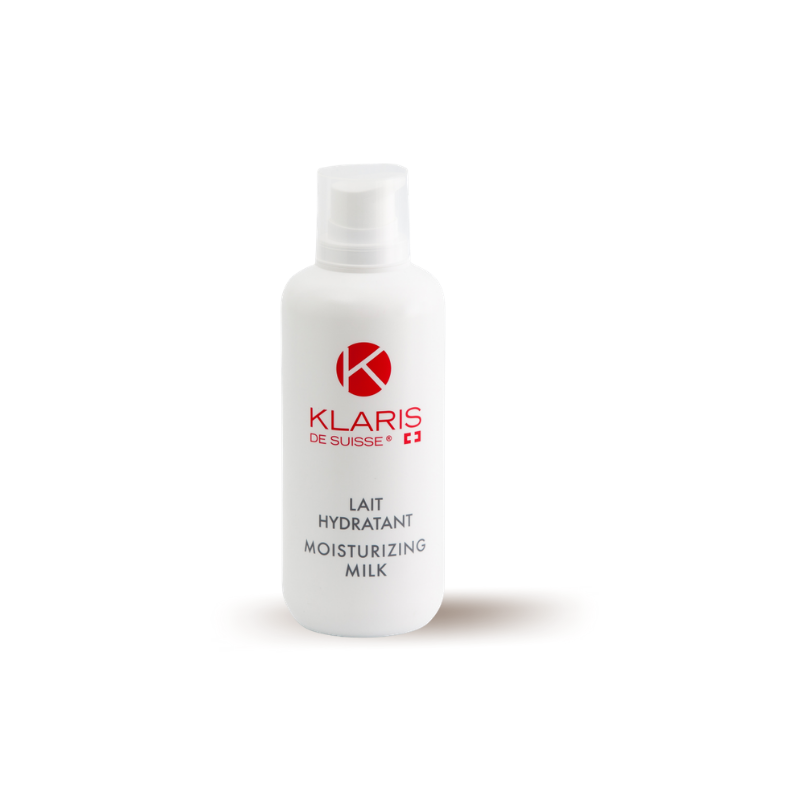 K
KLARIS
DE SUISSE®
LAIT
HYDRATANT
MOISTURIZING
MILK